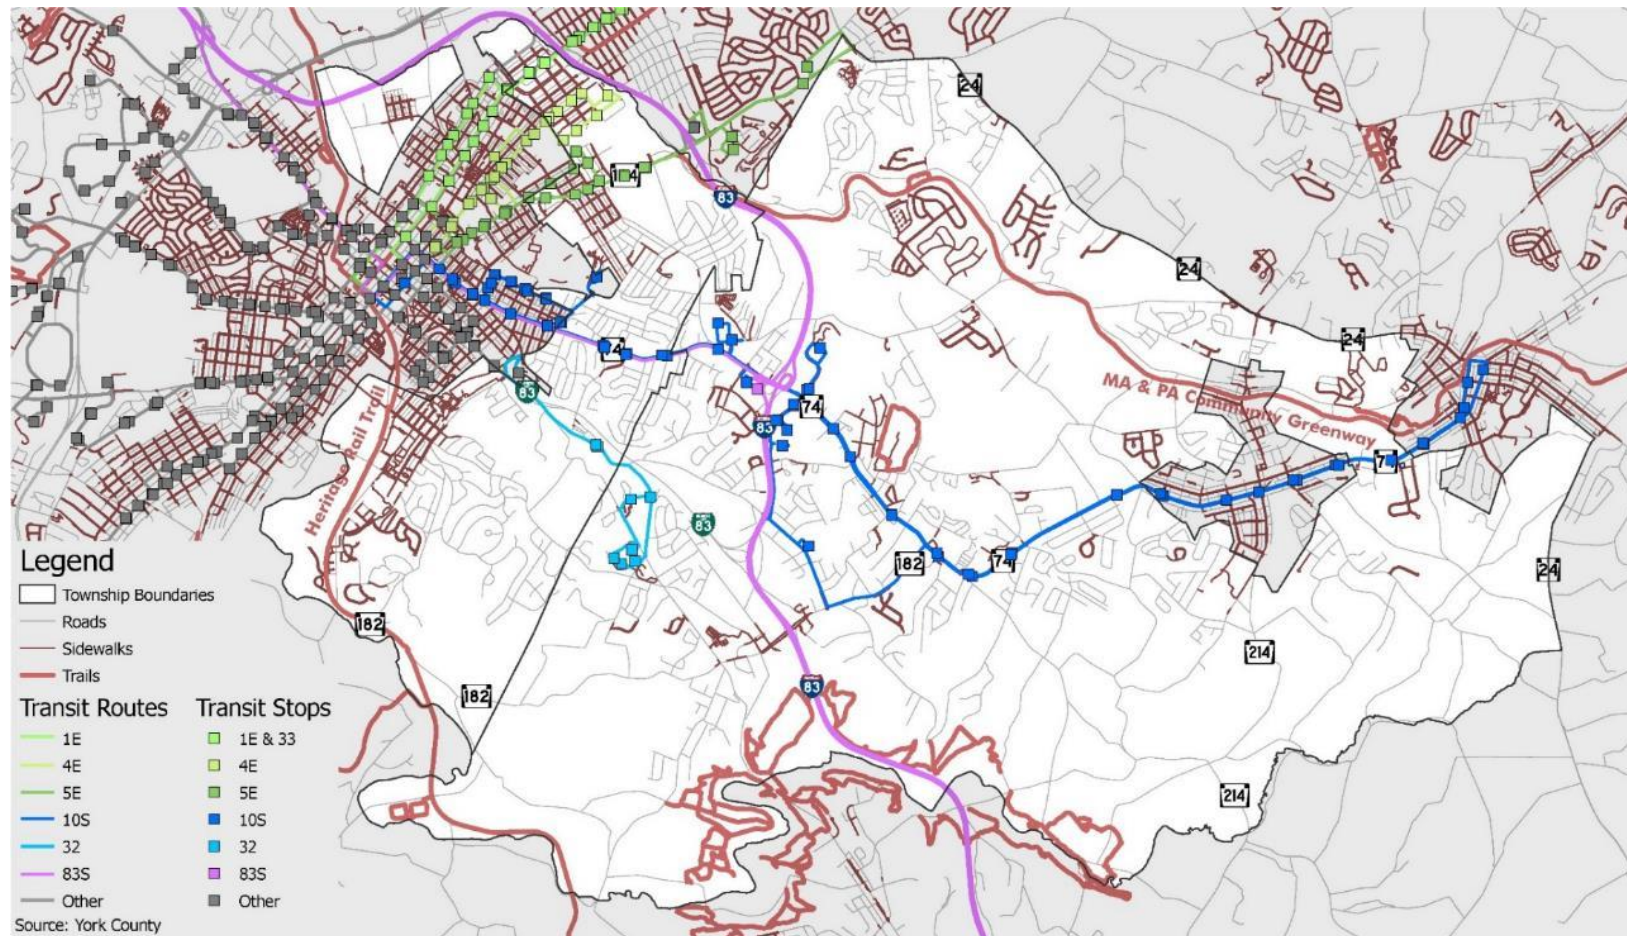 24
1 4
83
24
24
74
83
74
MA & PA Community Greenway
83
74
Heritage Rail Trail
83
182
74
24
182
214
83
182
214
Legend
Township Boundaries
Roads
Sidewalks
Trails
Transit Routes
1E
4E
5E
10S
32
83S
Other
Transit Stops
1E & 33
4E
5E
10S
32
83S
Other
Source: York County